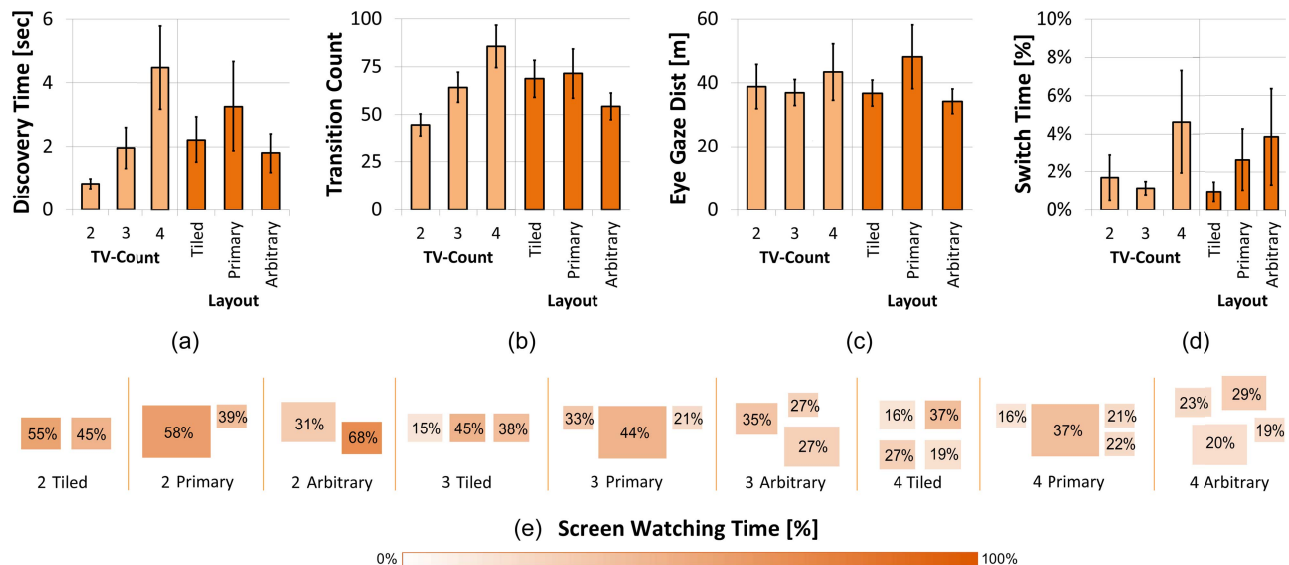 Discovery Time [sec]
6
4
2
0
2
3
4
Tiled
Primary
Arbitrary
TV-Count
Layout
(a)
Transition Count
100
75
50
25
0
2
3
4
Tiled
Primary
Arbitrary
TV-Count
Layout
(b)
Eye Gaze Dist [m]
60
40
20
0
2
3
4
Tiled
Primary
Arbitrary
TV-Count
Layout
(c)
Switch Time [%]
10%
8%
6%
4%
2%
0%
2
3
4
Tiled
Primary
Arbitrary
TV-Count
Layout
(d)
55% 45%
2 Tiled
58% 39%
2 Primary
31% 68%
2 Arbitrary
15% 45% 38%
3 Tiled
33% 44% 21%
3 Primary
35% 27%
27%
3 Arbitrary
16% 37%
27% 19%
4 Tiled
16% 37% 21%
22%
4 Primary
23% 29%
20% 19%
4 Arbitrary
(e) Screen Watching Time [%]
0% 100%